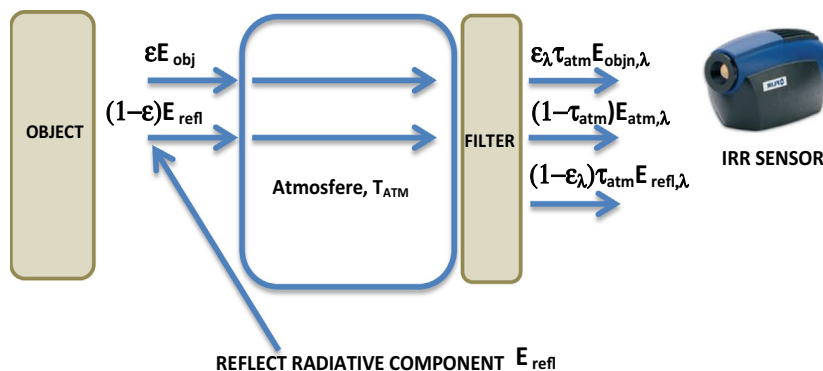 εE obj
(1−ε)E refl
OBJECT
Atmosfere, TATM
FILTER
ελτatmEobjn,λ
(1−τatm)Eatm,λ
(1−ελ)τatmE refl,λ
IRR SENSOR
REFLECT RADIATIVE COMPONENT E refl